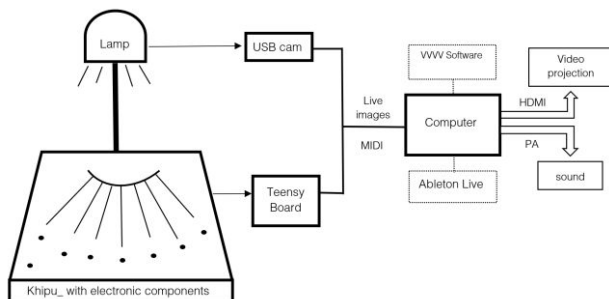 Lamp
USB cam
VVVV Software
Video
projection
Live
images
HDMI
Computer
MIDI
PA
Teensy
Board
Ableton Live
sound
Khipu_ with electronic components